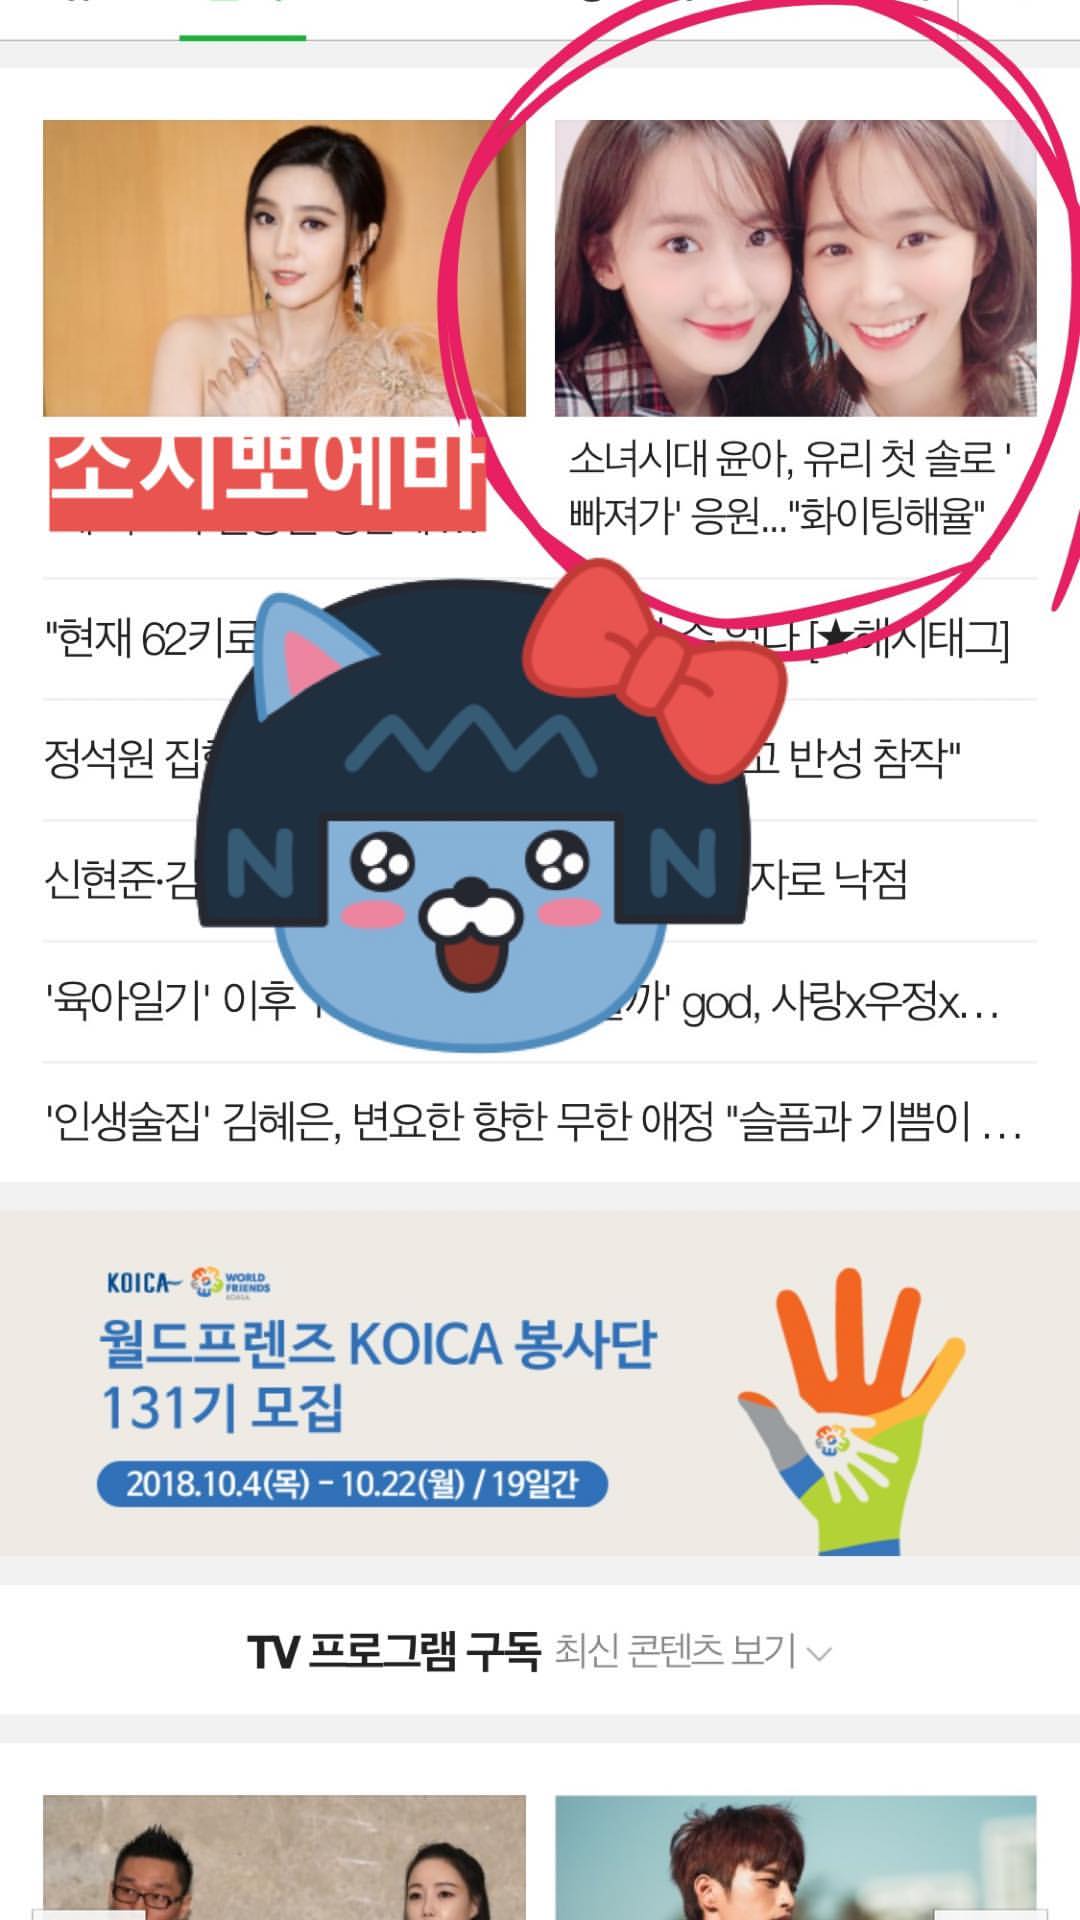 소시뽀에바
소녀시대 윤아, 유리 첫 솔로 '
빠져가' 응원..."화이팅해율"
"현재 62키로 수 없다 [★해시태그]
정석원 집 고 반성 참작"
신현준·김 자로 낙점
'육아일기' 이후 까' god, 사랑x우정x...
'인생술집' 김혜은, 변요한 향한 무한 애정 "슬픔과 기쁨이 ...
N N
KOICA WORLD
FRIENDS
KOREA
월드프렌즈 KOICA 봉사단
131기 모집
2018.10.4(목) - 10.22(월) / 19일간
TV 프로그램 구독 최신 콘텐츠 보기